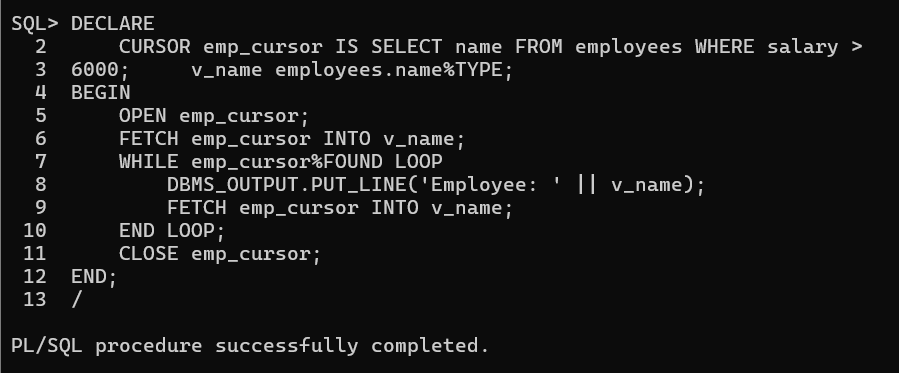 SQL> DECLARE
  2      CURSOR emp_cursor IS SELECT name FROM employees WHERE salary >
  3  6000;     v_name employees.name%TYPE;
  4  BEGIN
  5      OPEN emp_cursor;
  6      FETCH emp_cursor INTO v_name;
  7      WHILE emp_cursor%FOUND LOOP
  8          DBMS_OUTPUT.PUT_LINE('Employee: ' || v_name);
  9          FETCH emp_cursor INTO v_name;
 10      END LOOP;
 11      CLOSE emp_cursor;
 12  END;
 13  /
PL/SQL procedure successfully completed.